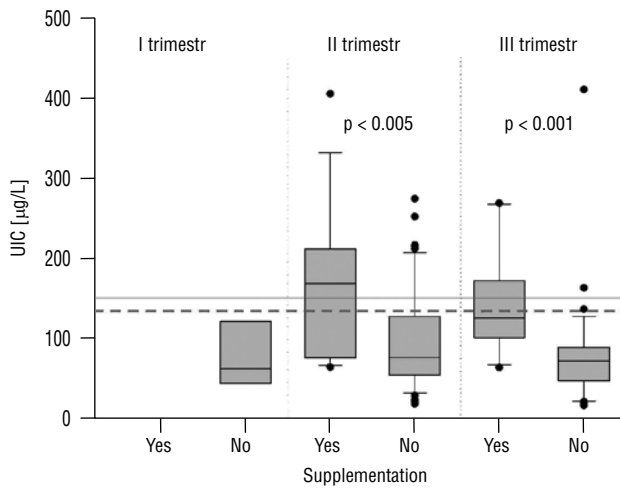 500
400
300
200
100
0
UIC [µg/L]
I trimestr
II trimestr
III trimestr
p < 0.005
p < 0.001
Yes
No
Yes
No
Yes
No
Supplementation